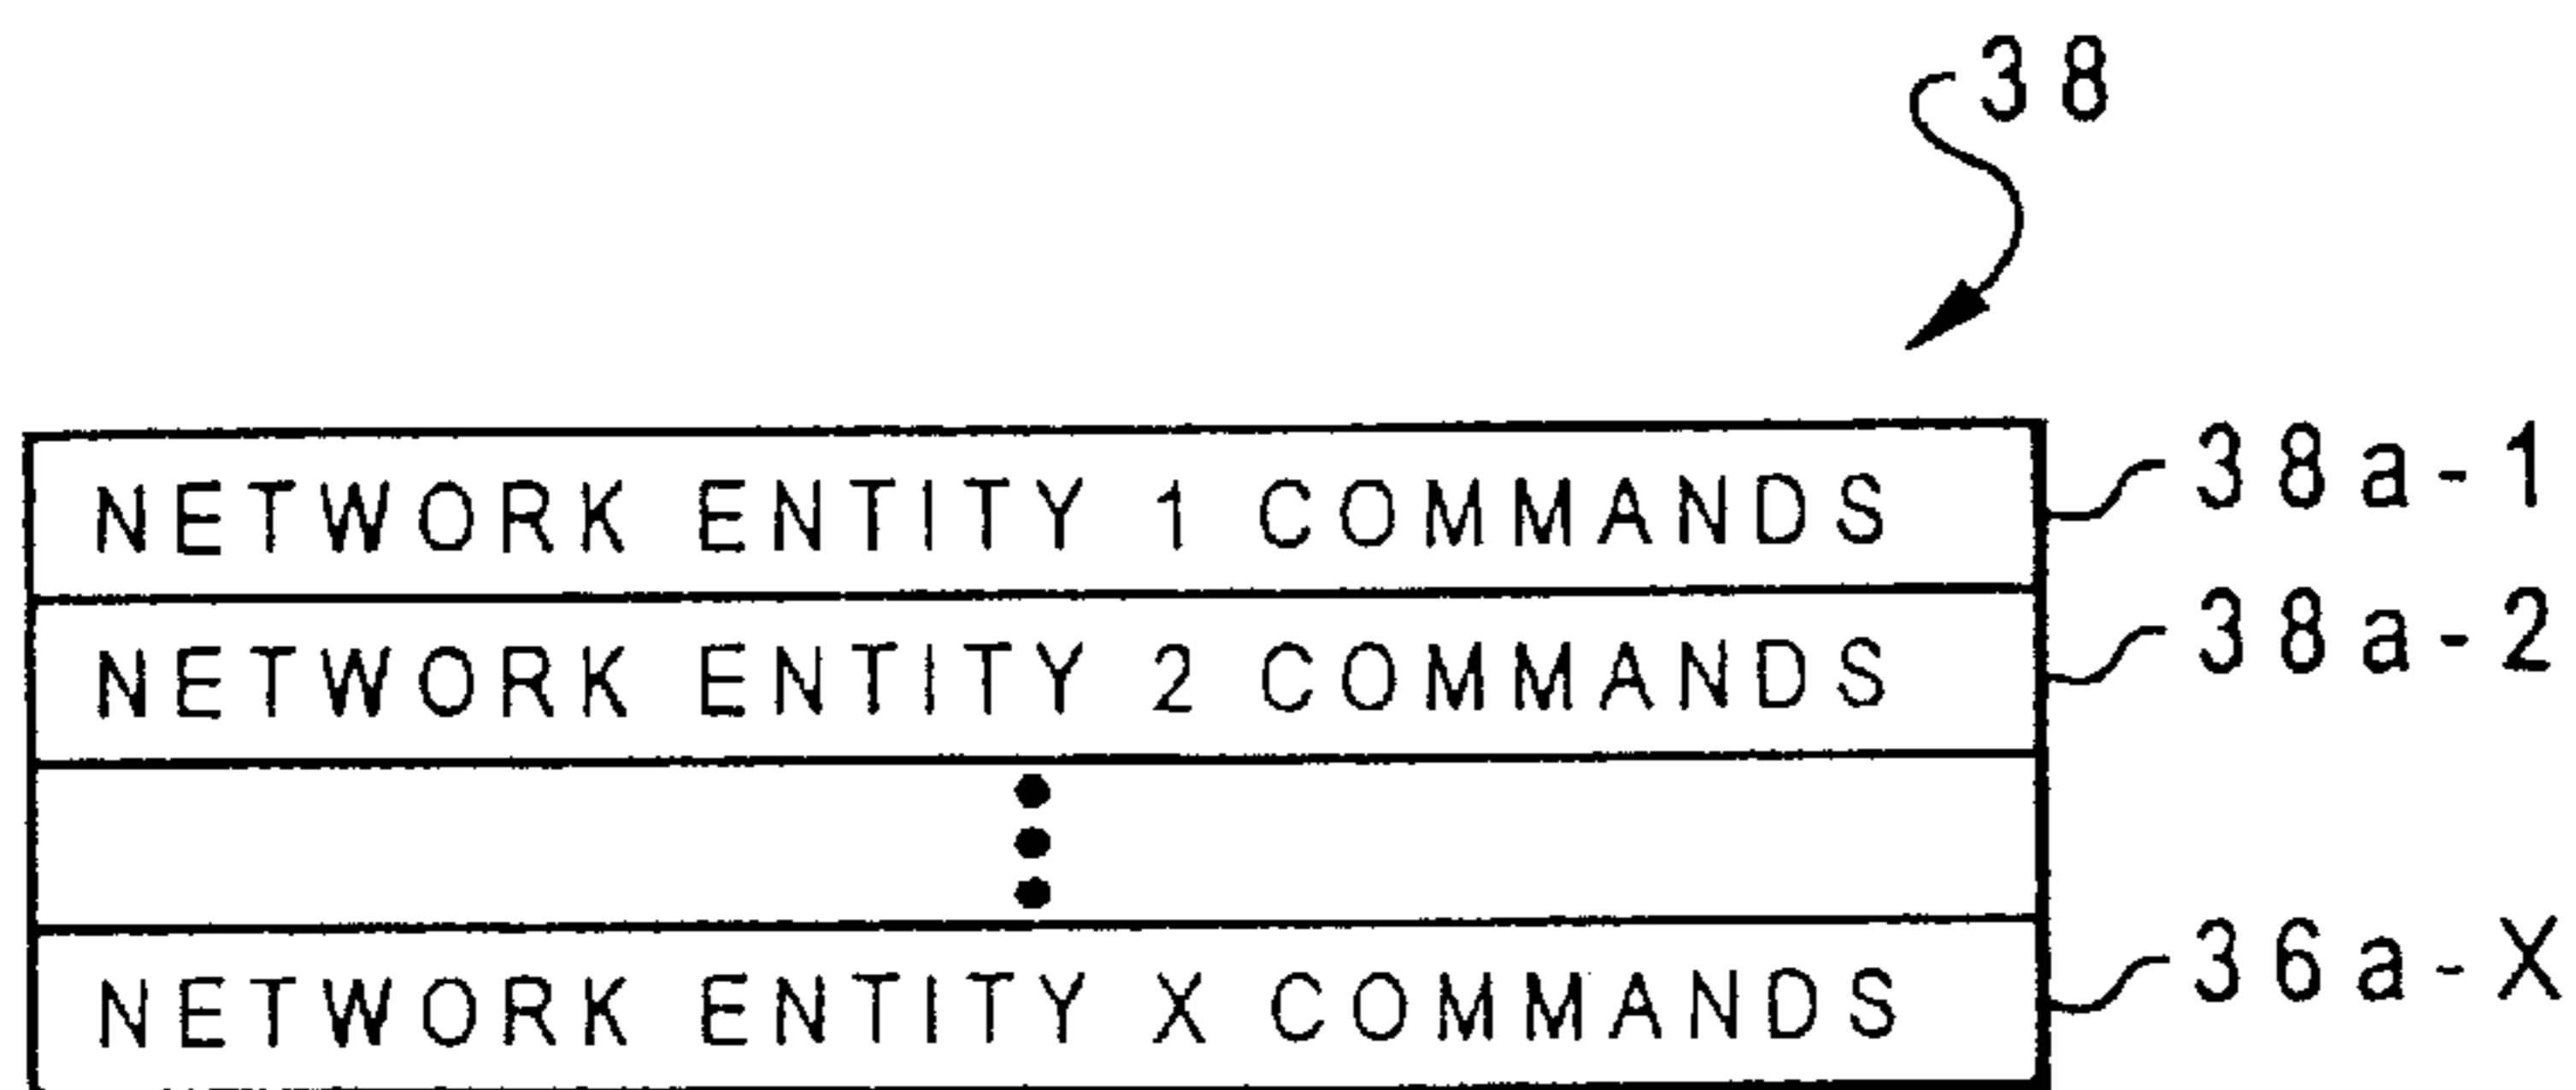 38
NETWORK ENTITY 1 COMMANDS 38a-1
NETWORK ENTITY 2 COMMANDS 38a-2
NETWORK ENTITY X COMMANDS 36a-X